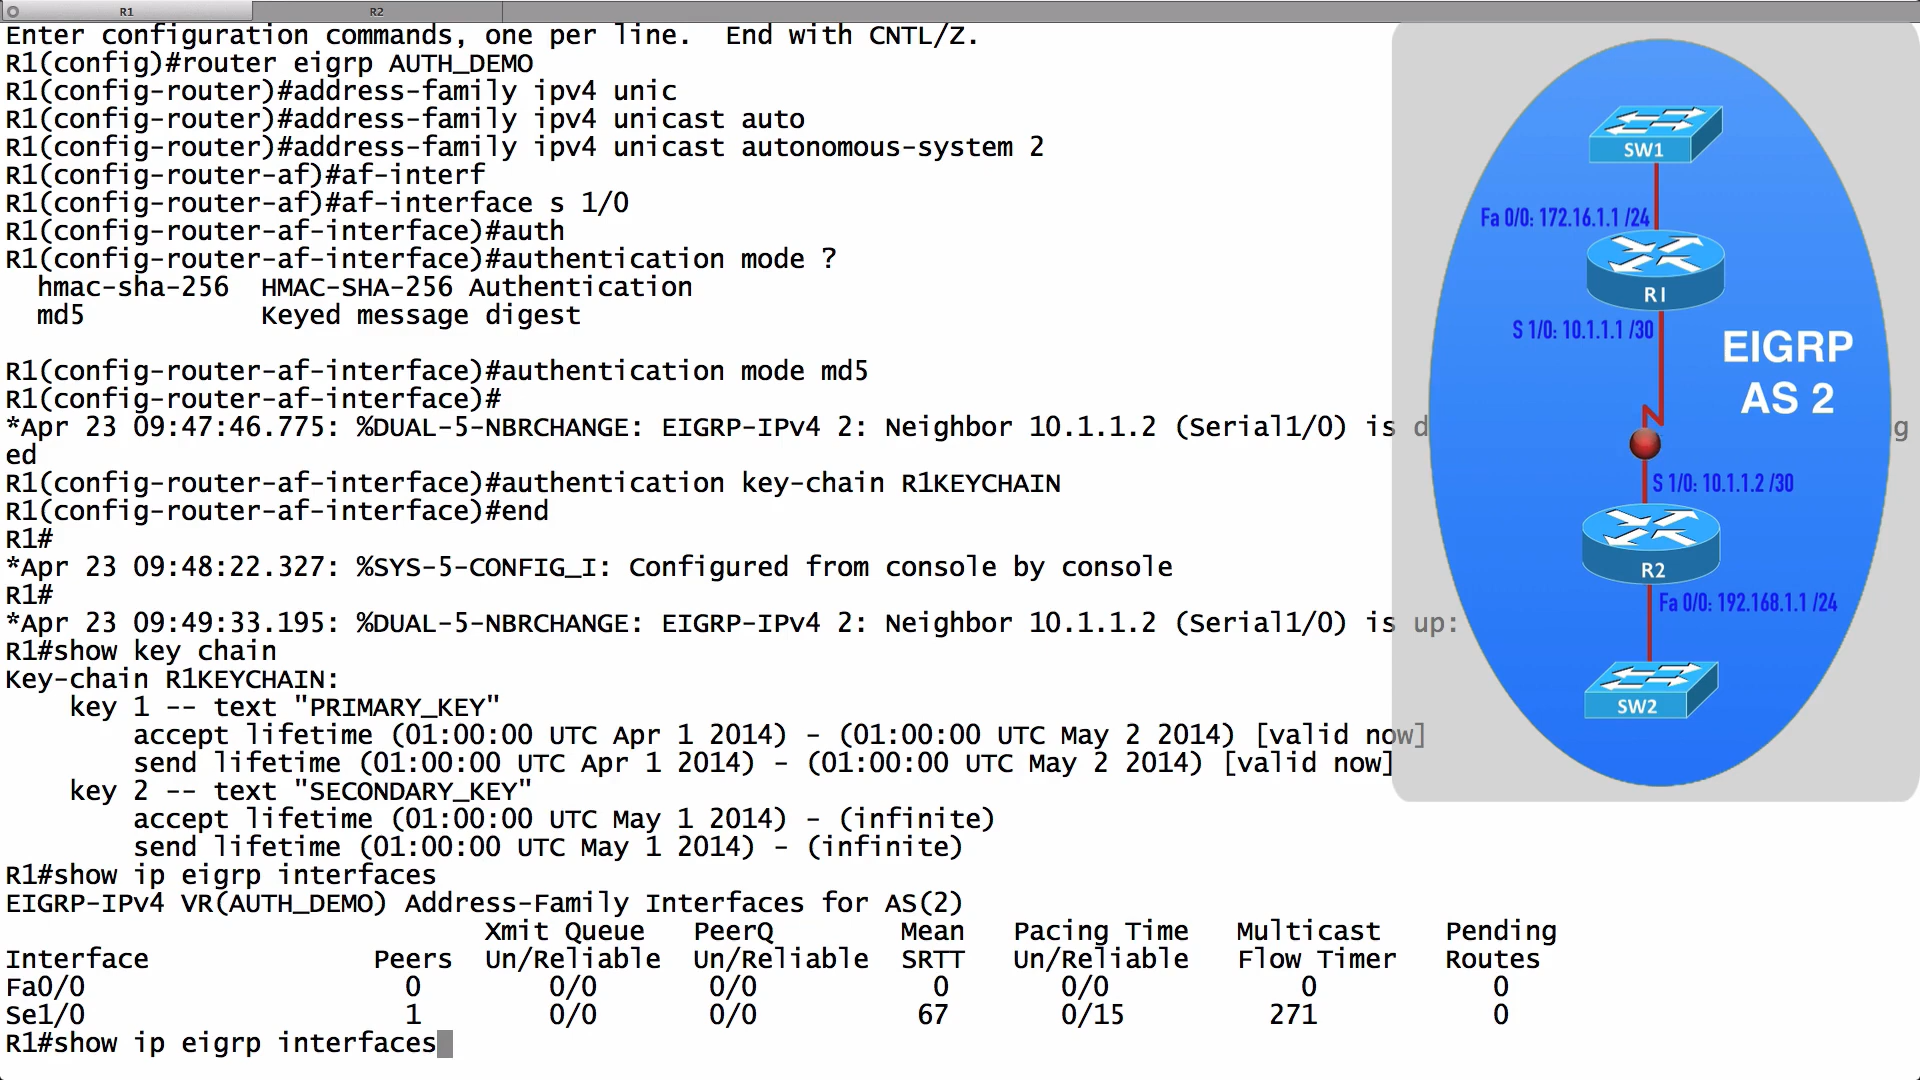 R1
R2
Enter configuration commands, one per line.  End with CNTL/Z.
R1(config)#router eigrp AUTH_DEMO
R1(config-router)#address-family ipv4 unic
R1(config-router)#address-family ipv4 unicast auto
R1(config-router)#address-family ipv4 unicast autonomous-system 2
R1(config-router-af)#af-interf
R1(config-router-af)#af-interface s 1/0
R1(config-router-af-interface)#auth
R1(config-router-af-interface)#authentication mode ?
  hmac-sha-256  HMAC-SHA-256 Authentication
  md5           Keyed message digest
R1(config-router-af-interface)#authentication mode md5
R1(config-router-af-interface)#
*Apr 23 09:47:46.775: %DUAL-5-NBRCHANGE: EIGRP-IPv4 2: Neighbor 10.1.1.2 (Serial1/0) is d g
ed
R1(config-router-af-interface)#authentication key-chain R1KEYCHAIN
R1(config-router-af-interface)#end
R1#
*Apr 23 09:48:22.327: %SYS-5-CONFIG_I: Configured from console by console
R1#
*Apr 23 09:49:33.195: %DUAL-5-NBRCHANGE: EIGRP-IPv4 2: Neighbor 10.1.1.2 (Serial1/0) is up:
R1#show key chain
Key-chain R1KEYCHAIN:
    key 1 -- text "PRIMARY_KEY"
        accept lifetime (01:00:00 UTC Apr 1 2014) - (01:00:00 UTC May 2 2014) [valid now]
        send lifetime (01:00:00 UTC Apr 1 2014) - (01:00:00 UTC May 2 2014) [valid now]
    key 2 -- text "SECONDARY_KEY"
        accept lifetime (01:00:00 UTC May 1 2014) - (infinite)
        send lifetime (01:00:00 UTC May 1 2014) - (infinite)
R1#show ip eigrp interfaces
EIGRP-IPv4 VR(AUTH_DEMO) Address-Family Interfaces for AS(2)
                              Xmit Queue   PeerQ        Mean   Pacing Time   Multicast    Pending
Interface              Peers  Un/Reliable  Un/Reliable  SRTT   Un/Reliable   Flow Timer   Routes
Fa0/0                    0        0/0       0/0           0       0/0            0           0
Se1/0                    1        0/0       0/0          67       0/15         271           0
R1#show ip eigrp interfaces
SW1
Fa 0/0: 172.16.1.1 /24
R1
S 1/0: 10.1.1.1 /30
EIGRP
AS 2
S 1/0: 10.1.1.2 /30
R2
Fa 0/0: 192.168.1.1 /24
SW2